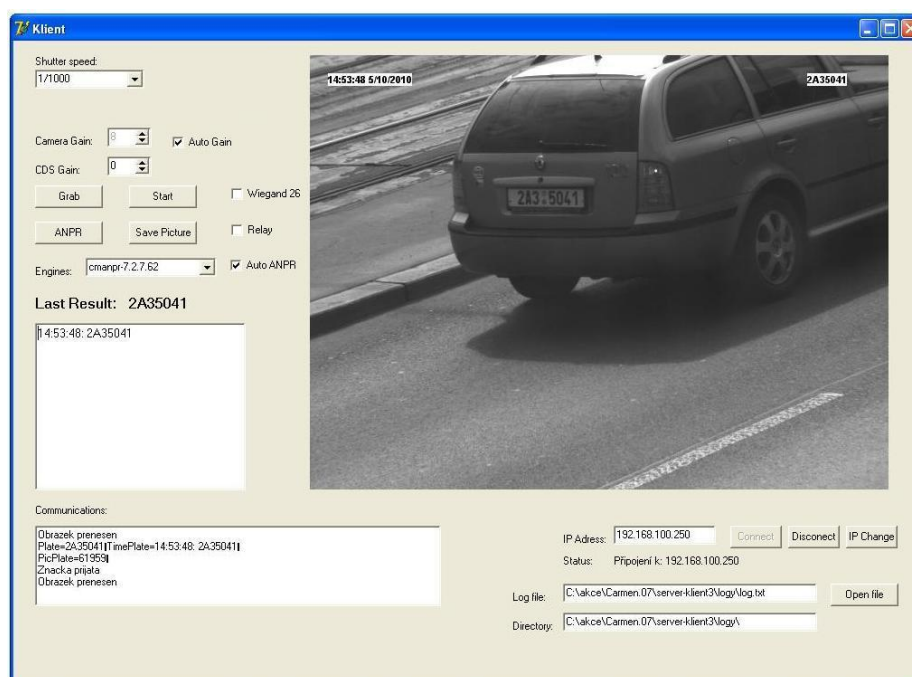 Klient
Shutter speed:
1/1000
14:53:48 5/10/2010
2A35041
Camera Gain: 8 Auto Gain
CDS Gain: 0
Grab Start Wiegand 26
ANPR Save Picture Relay
2A3 5041
Engines: cmanpr-7.2.7.62 Auto ANPR
Last Result: 2A35041
14:53:48: 2A35041
Communications:
Obrazek prenesen
Plate=2A35041|TimePlate=14:53:48: 2A35041|
PicPlate=61959|
Znacka prijata
Obrazek prenesen
IP Adress: 192.168.100.250 Connect Disconect IP Change
Status: Připojení k: 192.168.100.250
Log file: C:\akce\Carmen.07\server-klient3\logy\log.txt Open file
Directory: C:\akce\Carmen.07\server-klient3\logy\